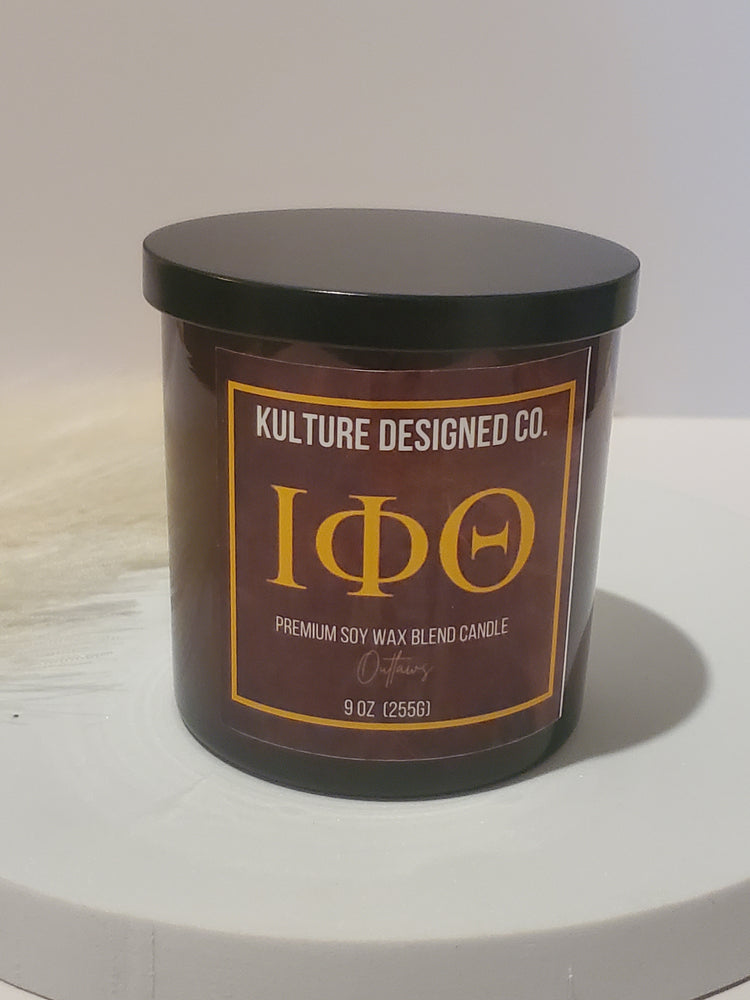 KULTURE DESIGNED CO.
ΙΦΘ
PREMIUM SOY WAX BLEND CANDLE
Outlaws
9 OZ (255G)